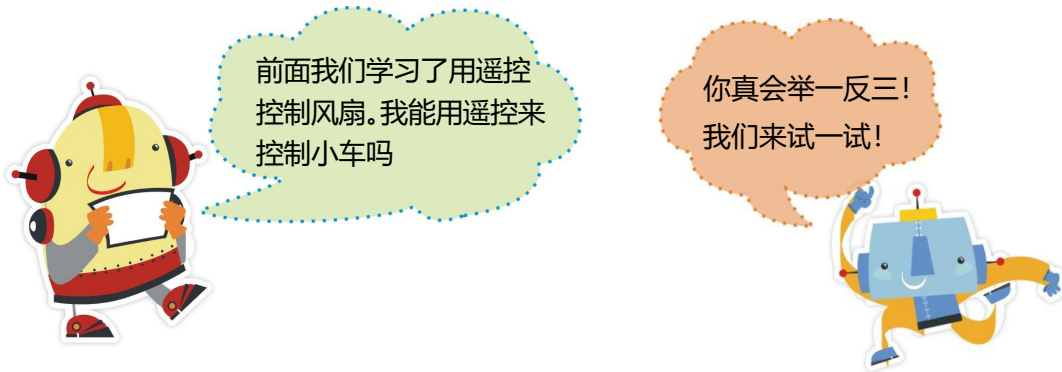 前面我们学习了用遥控
控制风扇。我能用遥控来
控制小车吗
你真会举一反三！
我们来试一试！